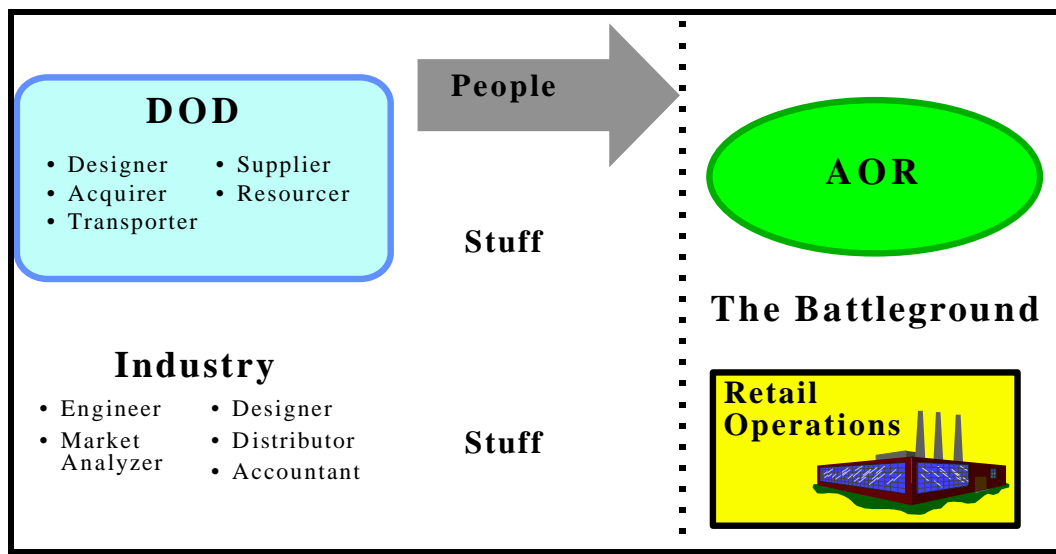 DOD
• Designer
• Acquirer
• Transporter
• Supplier
• Resourcer
People
Stuff
AOR
The Battleground
Industry
• Engineer
• Market
Analyzer
• Designer
• Distributor
• Accountant
Stuff
Retail
Operations